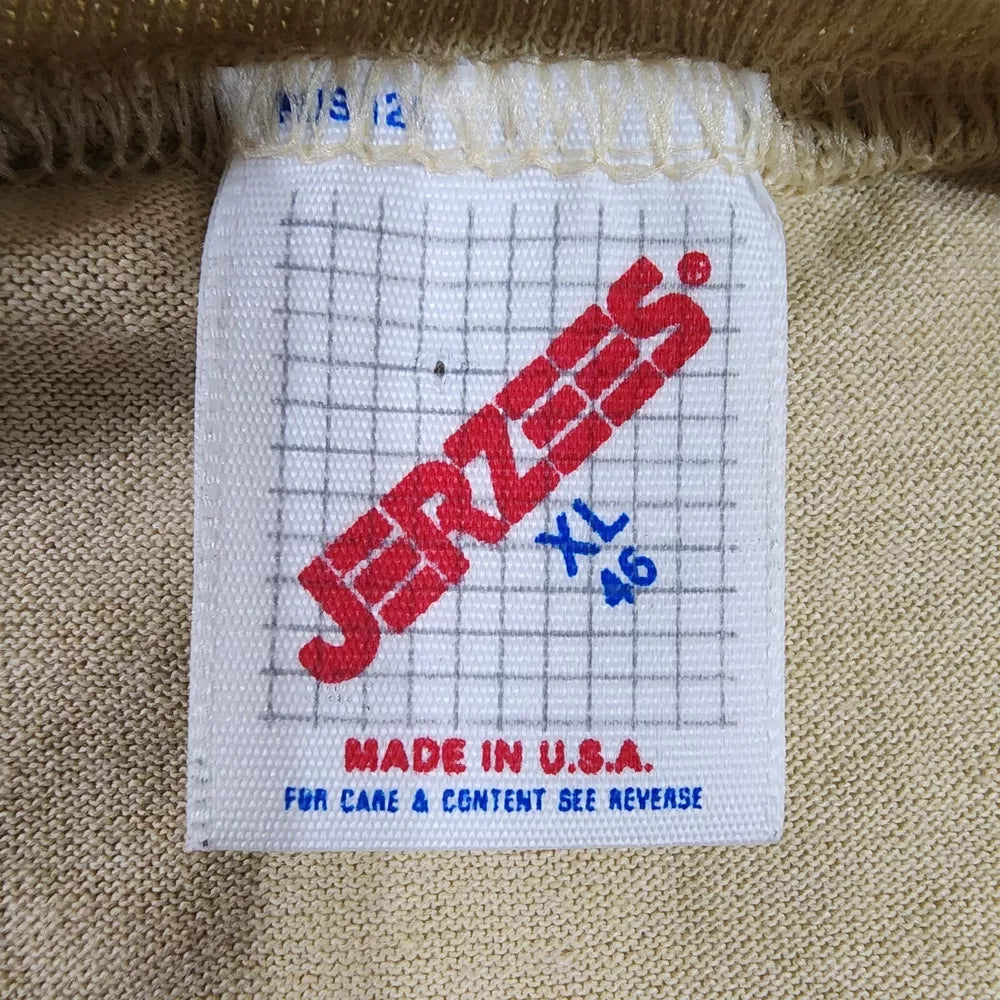 JERZEES®
XL
46
MADE IN U.S.A.
FOR CARE & CONTENT SEE REVERSE